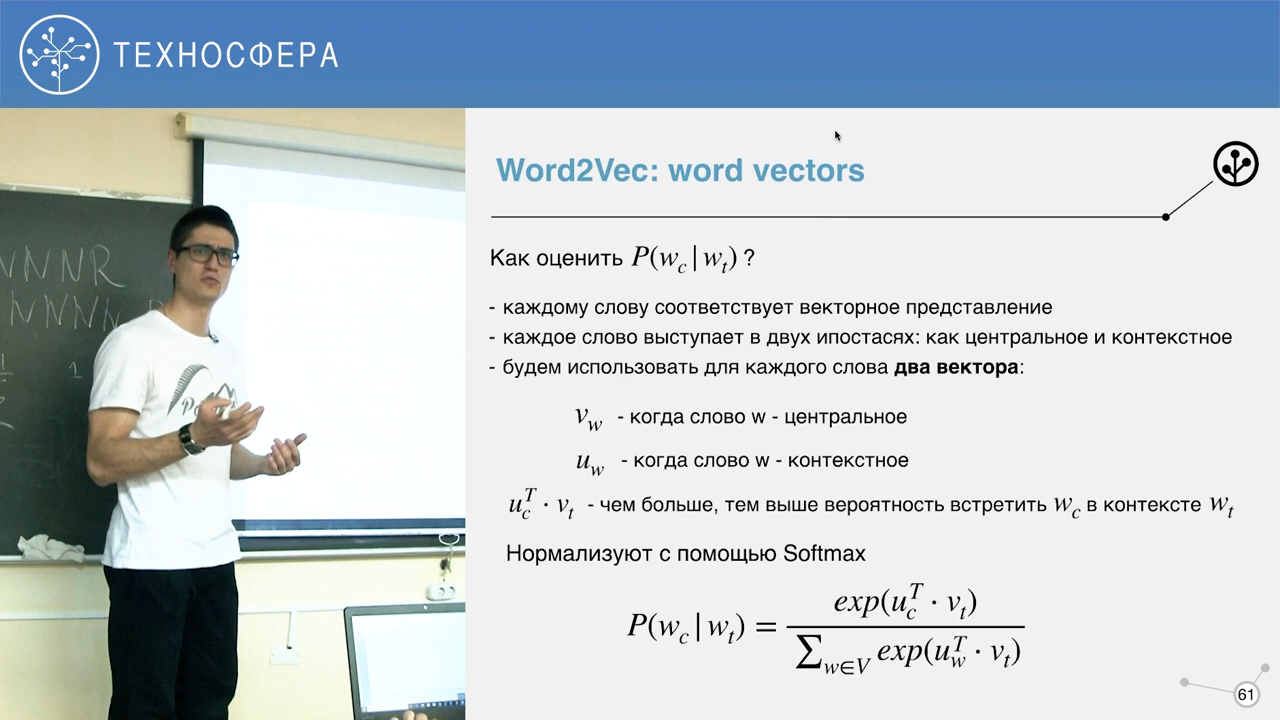 ТЕХНОСФЕРА
Word2Vec: word vectors
Как оценить P(w_c | w_t) ?
- каждому слову соответствует векторное представление
- каждое слово выступает в двух ипостасях: как центральное и контекстное
- будем использовать для каждого слова два вектора:
v_w - когда слово w - центральное
u_w - когда слово w - контекстное
u_c^T · v_t - чем больше, тем выше вероятность встретить w_c в контексте w_t
Нормализуют с помощью Softmax
P(w_c | w_t) = exp(u_c^T · v_t) / ∑_{w∈V} exp(u_w^T · v_t)
61